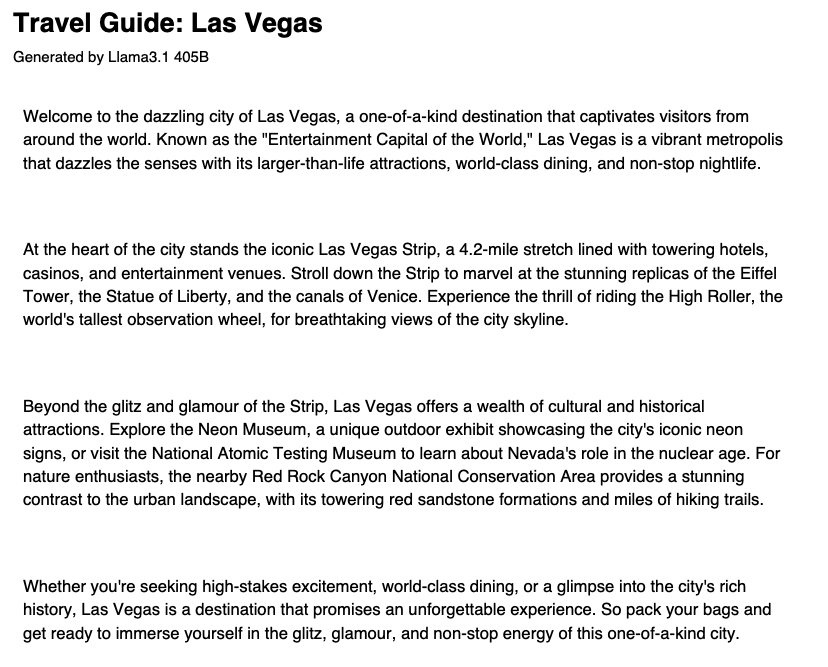 Travel Guide: Las Vegas
Generated by Llama3.1 405B
Welcome to the dazzling city of Las Vegas, a one-of-a-kind destination that captivates visitors from
around the world. Known as the "Entertainment Capital of the World," Las Vegas is a vibrant metropolis
that dazzles the senses with its larger-than-life attractions, world-class dining, and non-stop nightlife.
At the heart of the city stands the iconic Las Vegas Strip, a 4.2-mile stretch lined with towering hotels,
casinos, and entertainment venues. Stroll down the Strip to marvel at the stunning replicas of the Eiffel
Tower, the Statue of Liberty, and the canals of Venice. Experience the thrill of riding the High Roller, the
world's tallest observation wheel, for breathtaking views of the city skyline.
Beyond the glitz and glamour of the Strip, Las Vegas offers a wealth of cultural and historical
attractions. Explore the Neon Museum, a unique outdoor exhibit showcasing the city's iconic neon
signs, or visit the National Atomic Testing Museum to learn about Nevada's role in the nuclear age. For
nature enthusiasts, the nearby Red Rock Canyon National Conservation Area provides a stunning
contrast to the urban landscape, with its towering red sandstone formations and miles of hiking trails.
Whether you're seeking high-stakes excitement, world-class dining, or a glimpse into the city's rich
history, Las Vegas is a destination that promises an unforgettable experience. So pack your bags and
get ready to immerse yourself in the glitz, glamour, and non-stop energy of this one-of-a-kind city.